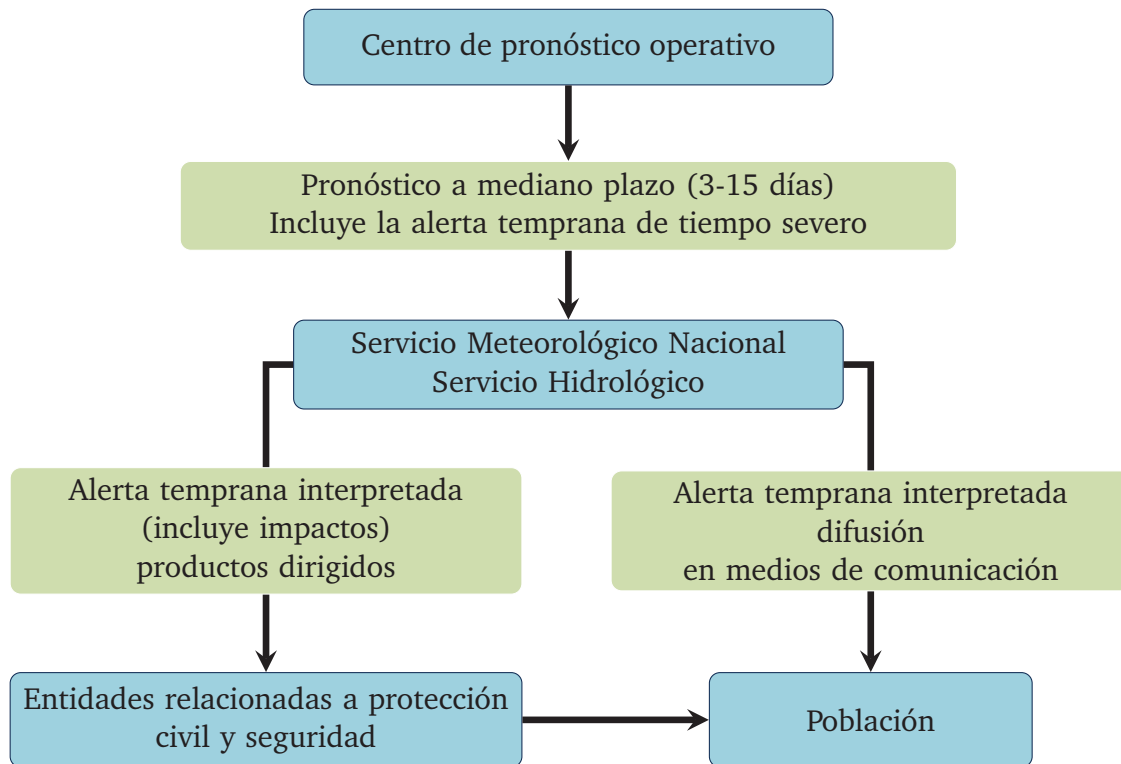 Centro de pronóstico operativo
Pronóstico a mediano plazo (3-15 días)
Incluye la alerta temprana de tiempo severo
Servicio Meteorológico Nacional
Servicio Hidrológico
Alerta temprana interpretada
(incluye impactos)
productos dirigidos
Alerta temprana interpretada
difusión
en medios de comunicación
Entidades relacionadas a protección
civil y seguridad
Población